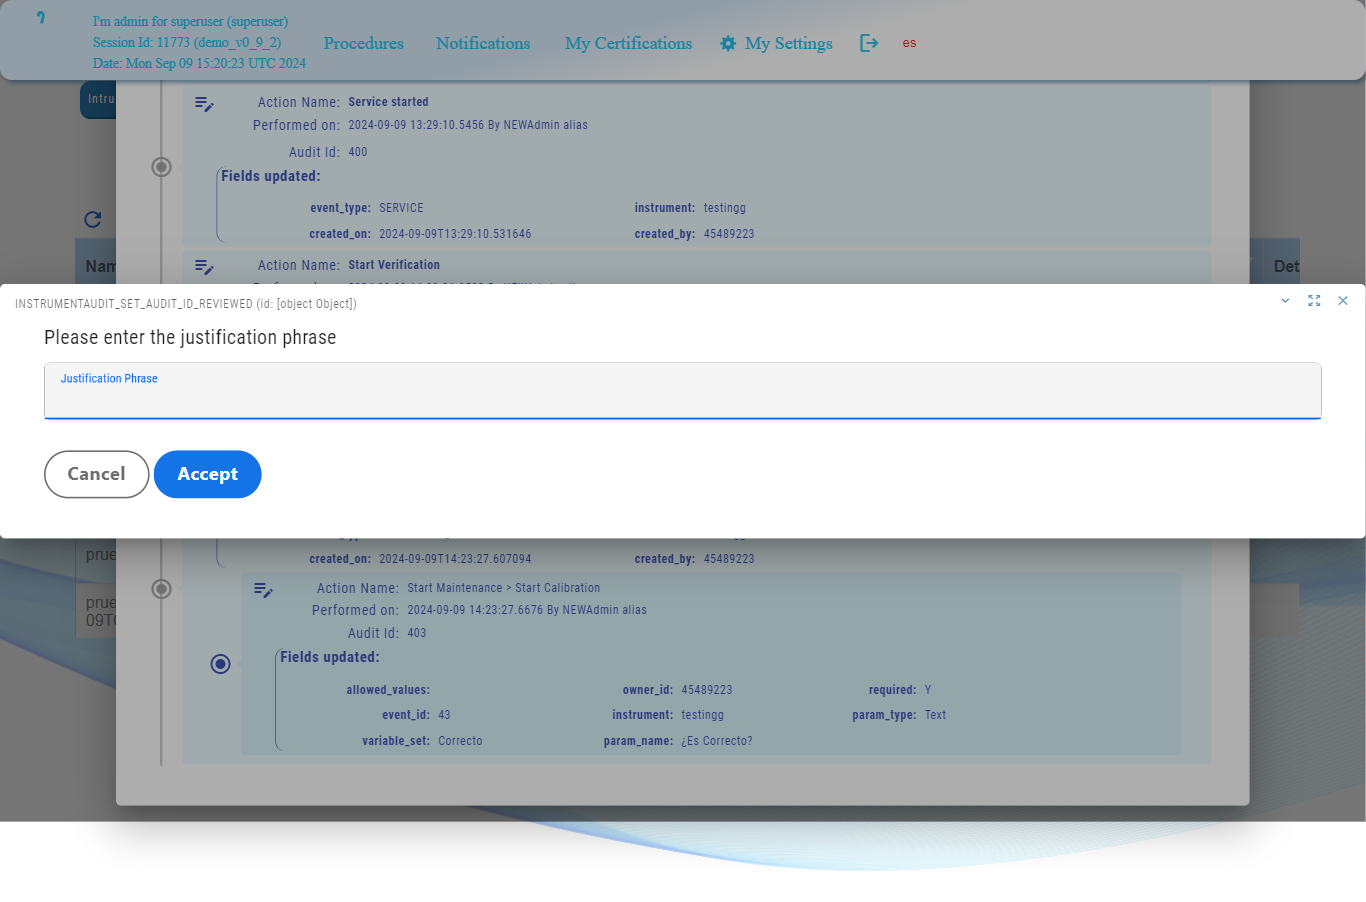 I'm admin for superuser (superuser)
Session Id: 11773 (demo_v0_9_2)
Date: Mon Sep 09 15:20:23 UTC 2024
Procedures Notifications My Certifications My Settings es
Intru
Action Name: Service started
Performed on: 2024-09-09 13:29:10.5456 By NEWAdmin alias
Audit Id: 400
Fields updated:
event_type: SERVICE instrument: testingg
created_on: 2024-09-09T13:29:10.531646 created_by: 45489223
Action Name: Start Verification
Nam Det
INSTRUMENTAUDIT_SET_AUDIT_ID_REVIEWED (id: [object Object])
Please enter the justification phrase
Justification Phrase
Cancel Accept
prue
created_on: 2024-09-09T14:23:27.607094 created_by: 45489223
Action Name: Start Maintenance > Start Calibration
prue
Performed on: 2024-09-09 14:23:27.6676 By NEWAdmin alias
09T
Audit Id: 403
Fields updated:
allowed_values: owner_id: 45489223 required: Y
event_id: 43 instrument: testingg param_type: Text
variable_set: Correcto param_name: ¿Es Correcto?